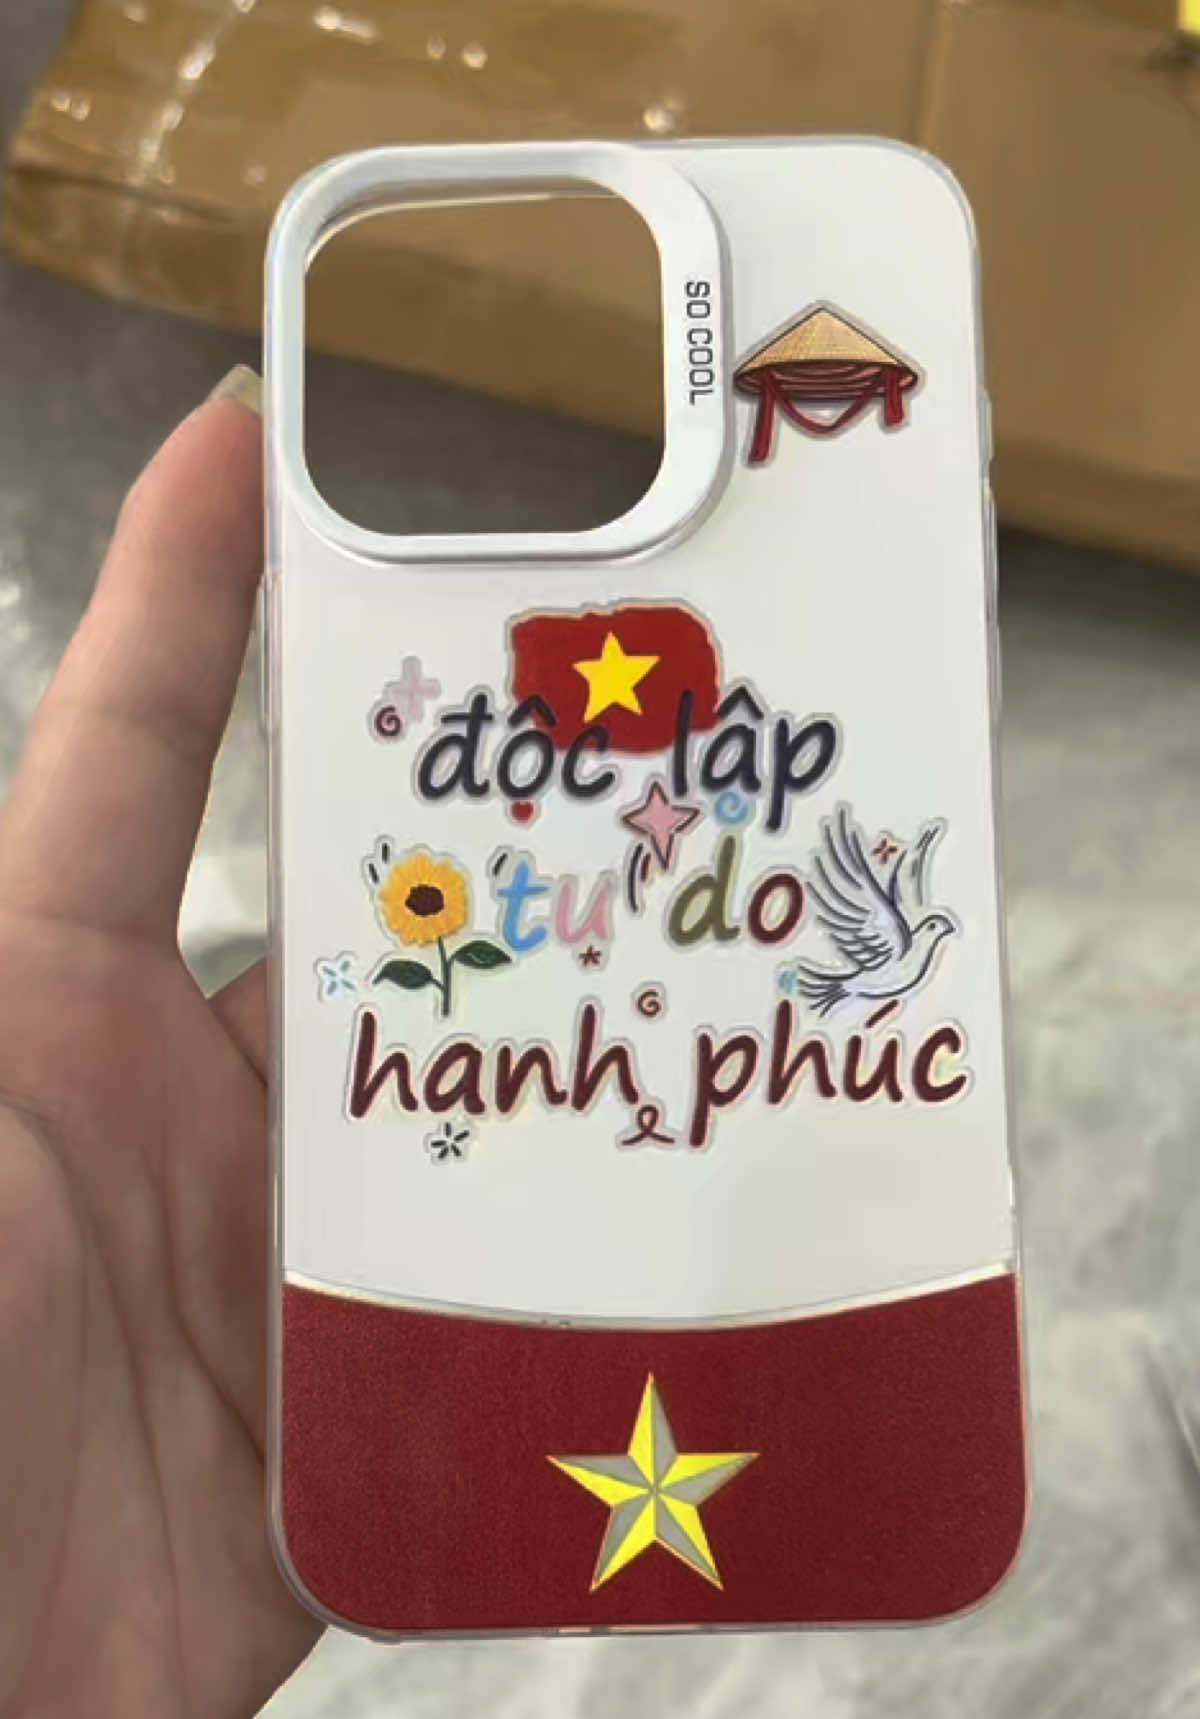 SO COOL
độc lập
tự do
hạnh phúc